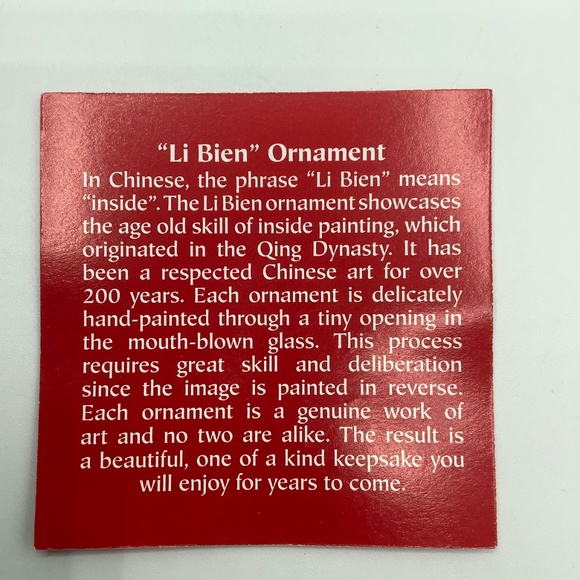 “Li Bien” Ornament
In Chinese, the phrase “Li Bien” means
“inside”. The Li Bien ornament showcases
the age old skill of inside painting, which
originated in the Qing Dynasty. It has
been a respected Chinese art for over
200 years. Each ornament is delicately
hand-painted through a tiny opening in
the mouth-blown glass. This process
requires great skill and deliberation
since the image is painted in reverse.
Each ornament is a genuine work of
art and no two are alike. The result is
a beautiful, one of a kind keepsake you
will enjoy for years to come.